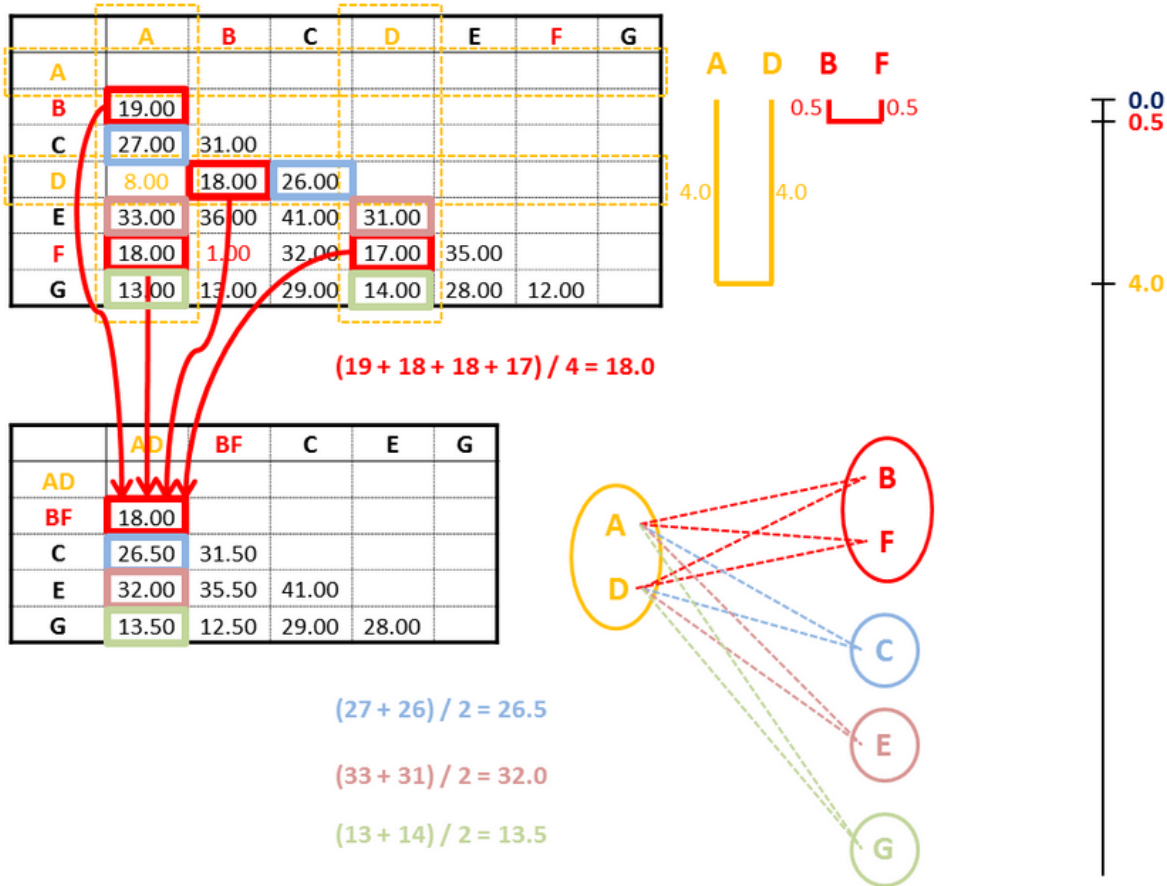 A B C D E F G
A
B 19.00
C 27.00 31.00
D 8.00 18.00 26.00
E 33.00 36.00 41.00 31.00
F 18.00 1.00 32.00 17.00 35.00
G 13.00 13.00 29.00 14.00 28.00 12.00
A D B F
0.5 0.5
4.0 4.0
0.0
0.5
4.0
(19 + 18 + 18 + 17) / 4 = 18.0
AD BF C E G
AD
BF 18.00
C 26.50 31.50
E 32.00 35.50 41.00
G 13.50 12.50 29.00 28.00
A
D
B
F
C
E
G
(27 + 26) / 2 = 26.5
(33 + 31) / 2 = 32.0
(13 + 14) / 2 = 13.5